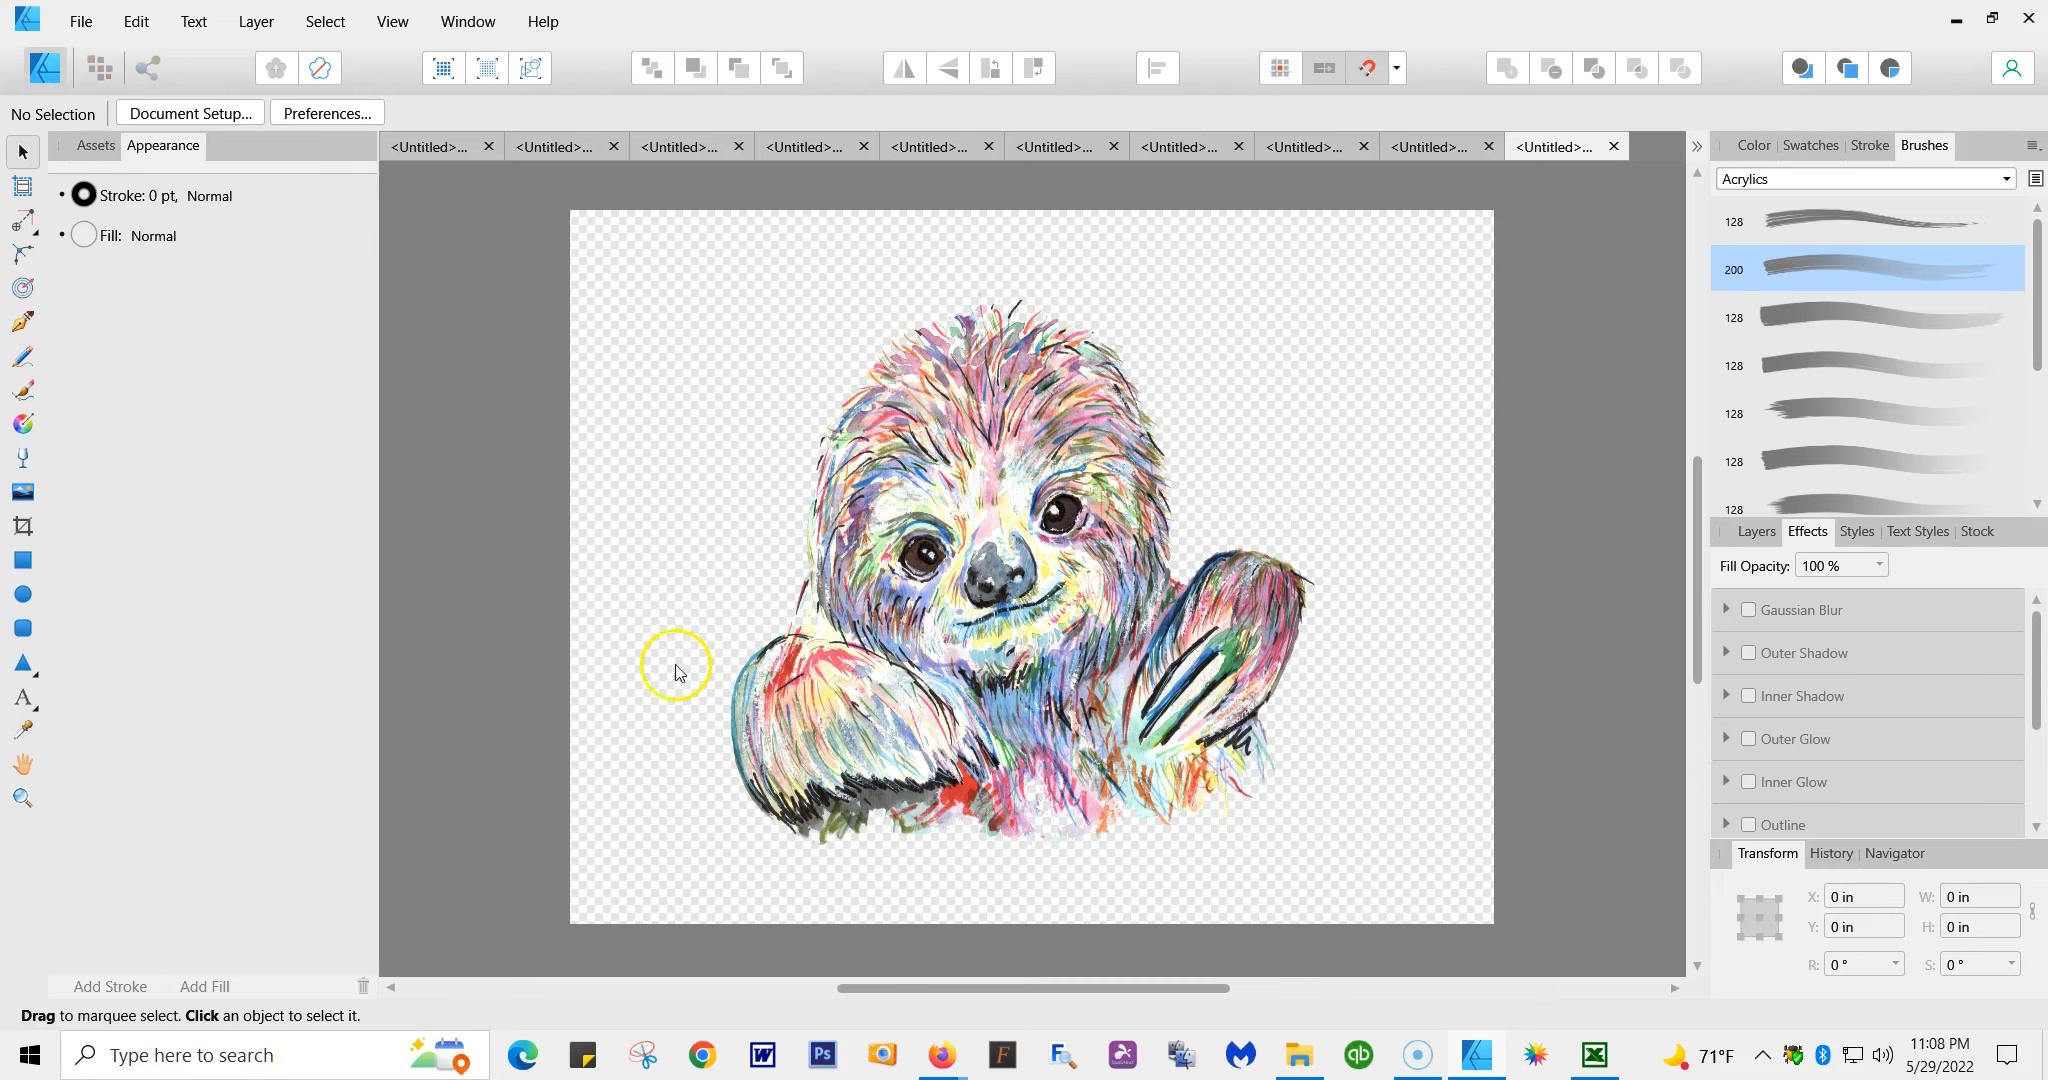 File Edit Text Layer Select View Window Help
No Selection Document Setup... Preferences...
Assets Appearance
<Untitled>... <Untitled>... <Untitled>... <Untitled>... <Untitled>... <Untitled>... <Untitled>... <Untitled>... <Untitled>... <Untitled>...
Color Swatches Stroke Brushes
Stroke: 0 pt, Normal
Fill: Normal
Acrylics
128
200
128
128
128
128
128
Layers Effects Styles Text Styles Stock
Fill Opacity: 100 %
Gaussian Blur
Outer Shadow
Inner Shadow
Outer Glow
Inner Glow
Outline
Transform History Navigator
X: 0 in W: 0 in
Y: 0 in H: 0 in
R: 0 ° S: 0 °
Add Stroke Add Fill
Drag to marquee select. Click an object to select it.
Type here to search
71°F
11:08 PM
5/29/2022